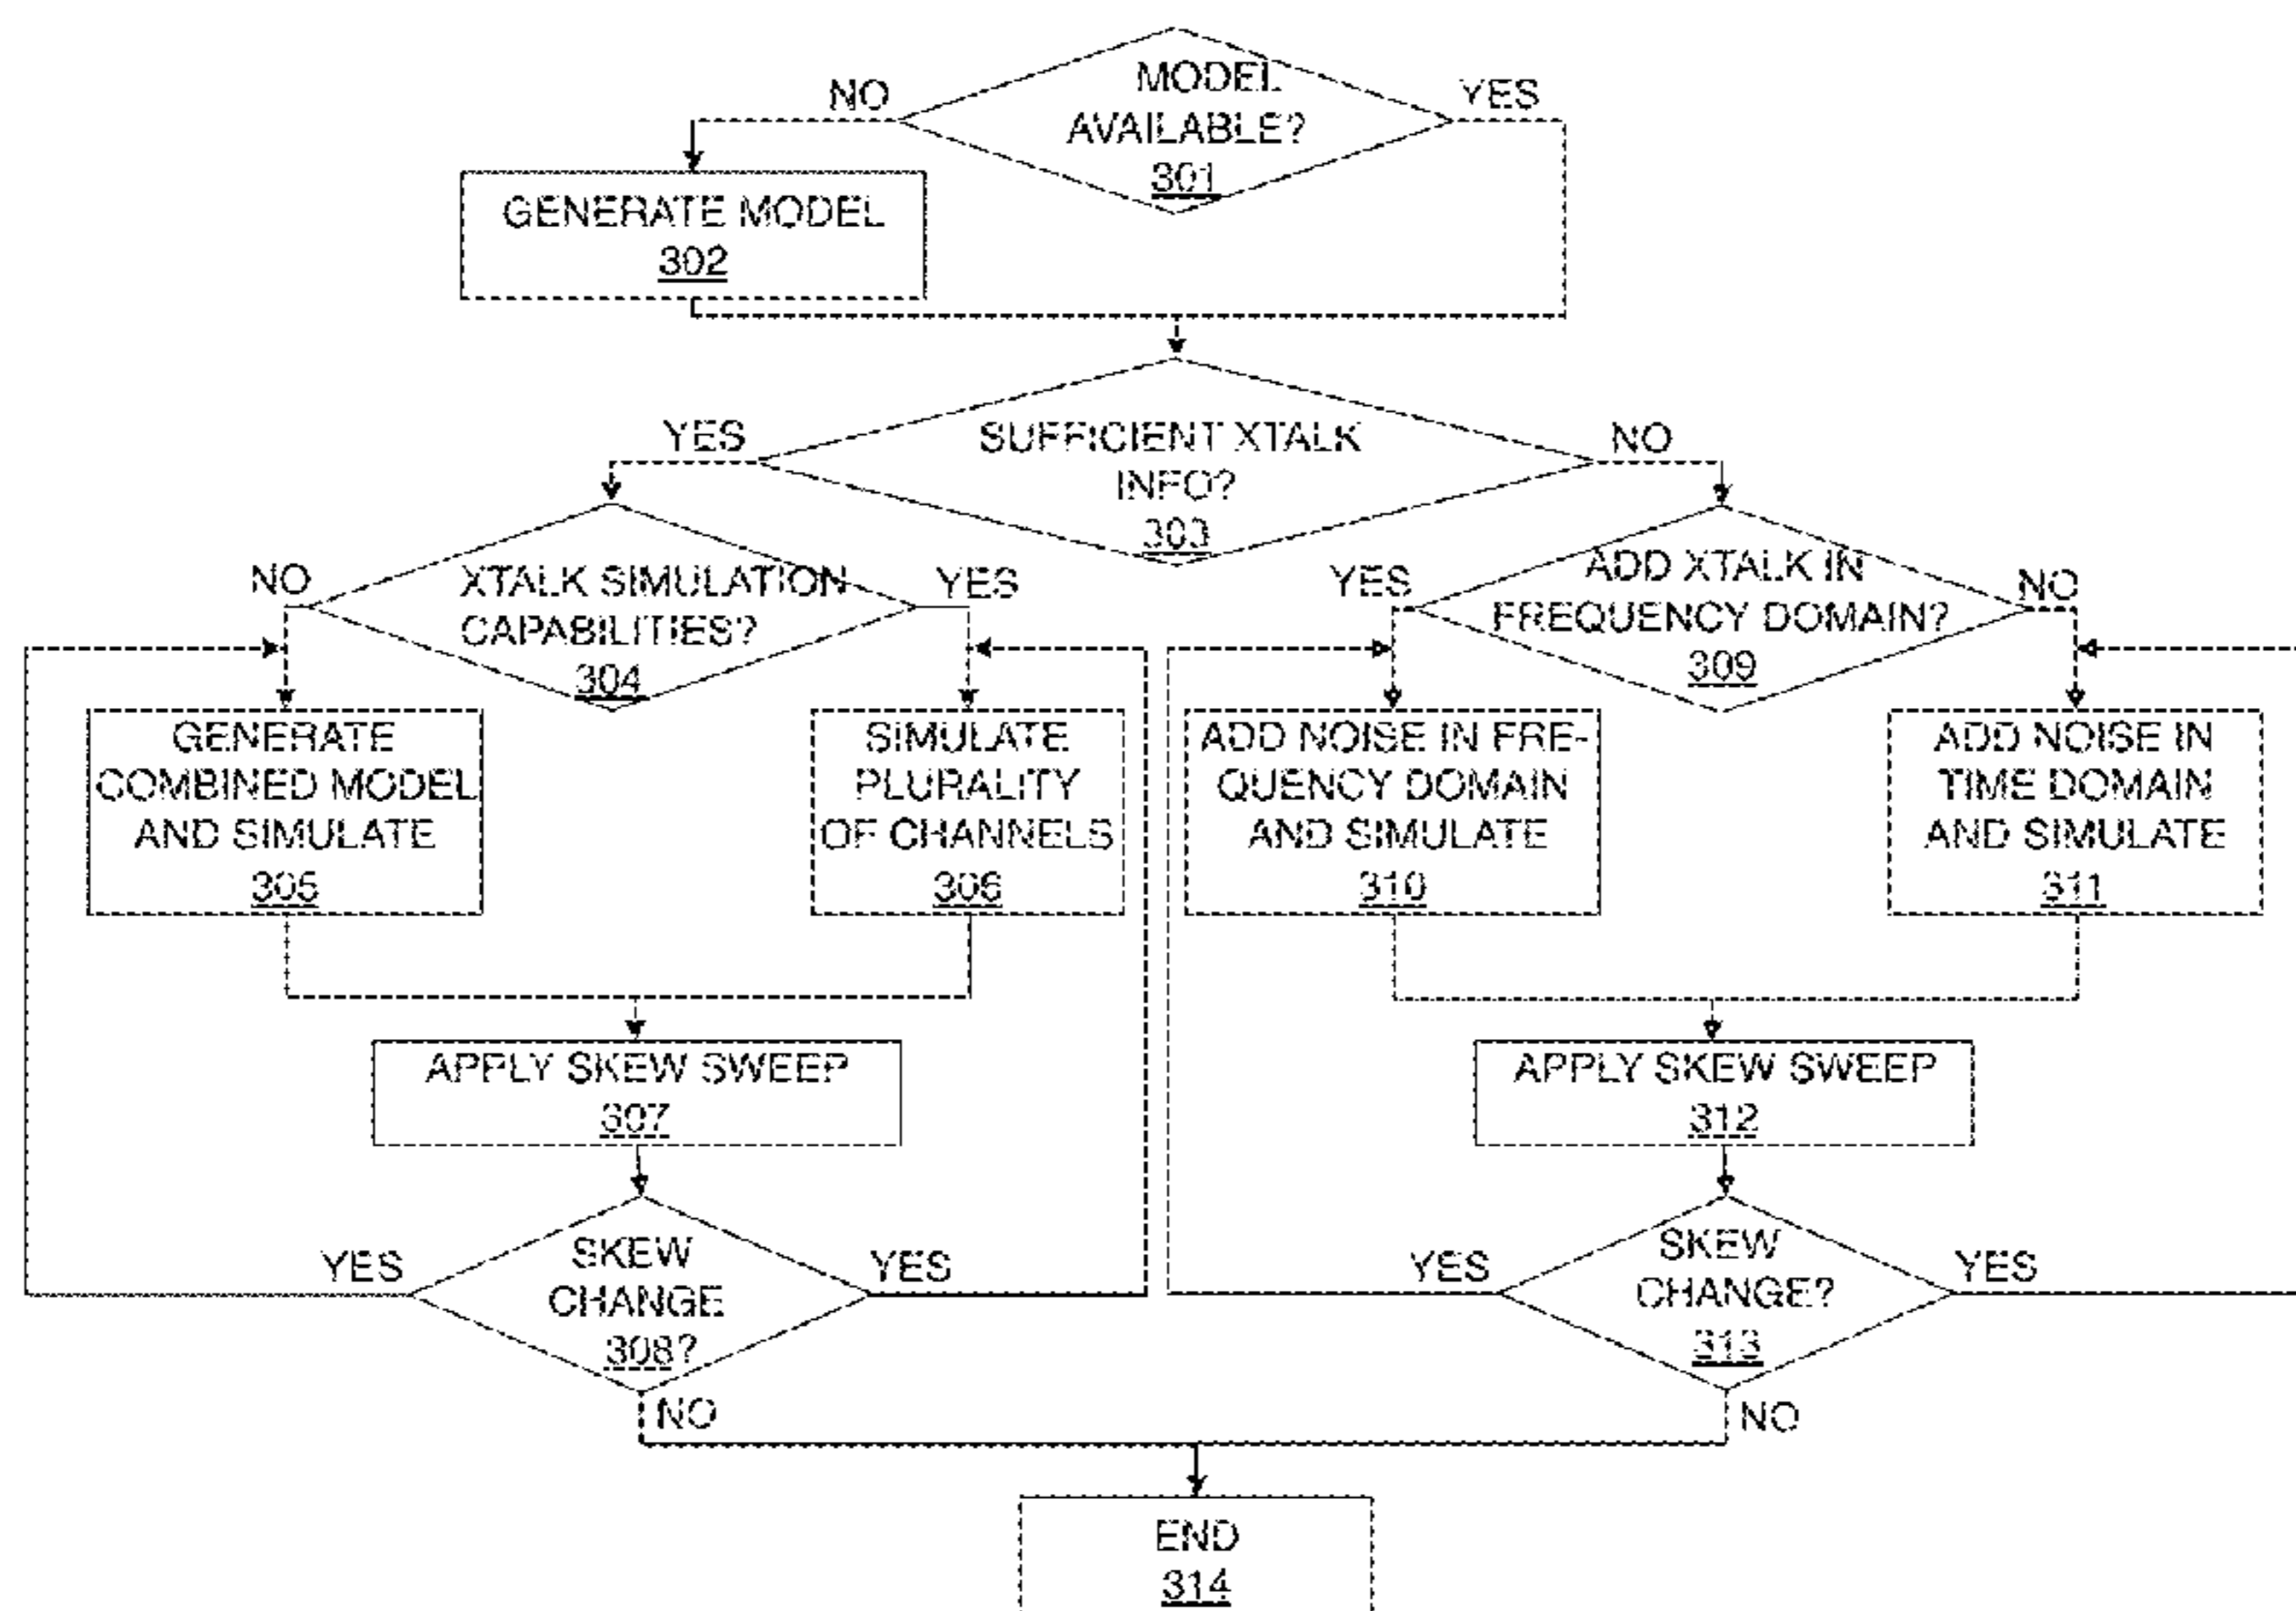 NO
MODEL
AVAILABLE?
301
YES
GENERATE MODEL
302
YES
SUFFICIENT XTALK
INFO?
303
NO
NO
XTALK SIMULATION
CAPABILITIES?
304
YES
YES
ADD XTALK IN
FREQUENCY DOMAIN?
309
NO
GENERATE
COMBINED MODEL
AND SIMULATE
305
SIMULATE
PLURALITY
OF CHANNELS
306
ADD NOISE IN FRE-
QUENCY DOMAIN
AND SIMULATE
310
ADD NOISE IN
TIME DOMAIN
AND SIMULATE
311
APPLY SKEW SWEEP
307
APPLY SKEW SWEEP
312
YES
SKEW
CHANGE
308?
YES
NO
YES
SKEW
CHANGE?
313
YES
NO
END
314